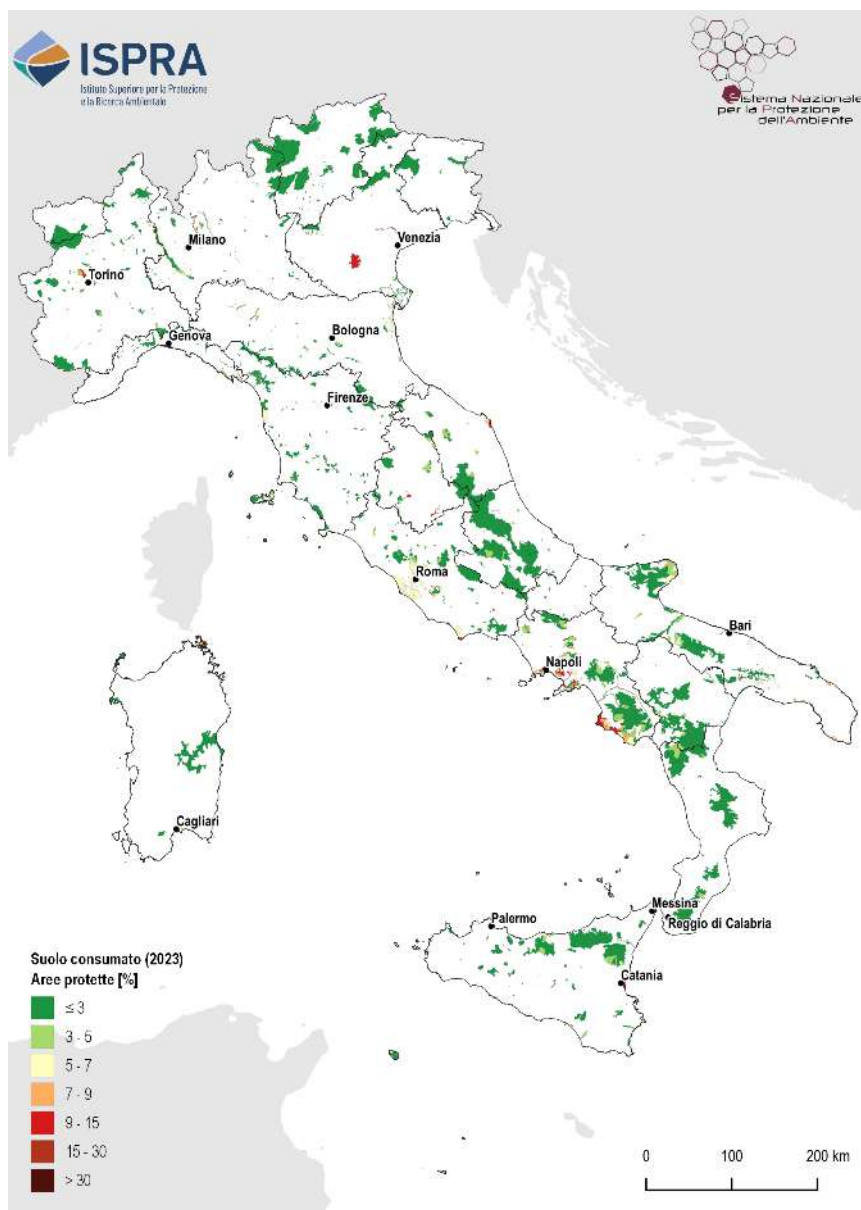 ISPRA
Istituto Superiore per la Protezione
e la Ricerca Ambientale
Sistema Nazionale
per la Protezione
dell'Ambiente
Milano
Venezia
Torino
Genova
Bologna
Firenze
Roma
Bari
Napoli
Cagliari
Messina
Reggio di Calabria
Palermo
Catania
Suolo consumato (2023)
Aree protette [%]
≤ 3
3 - 5
5 - 7
7 - 9
9 - 15
15 - 30
> 30
0 100 200 km